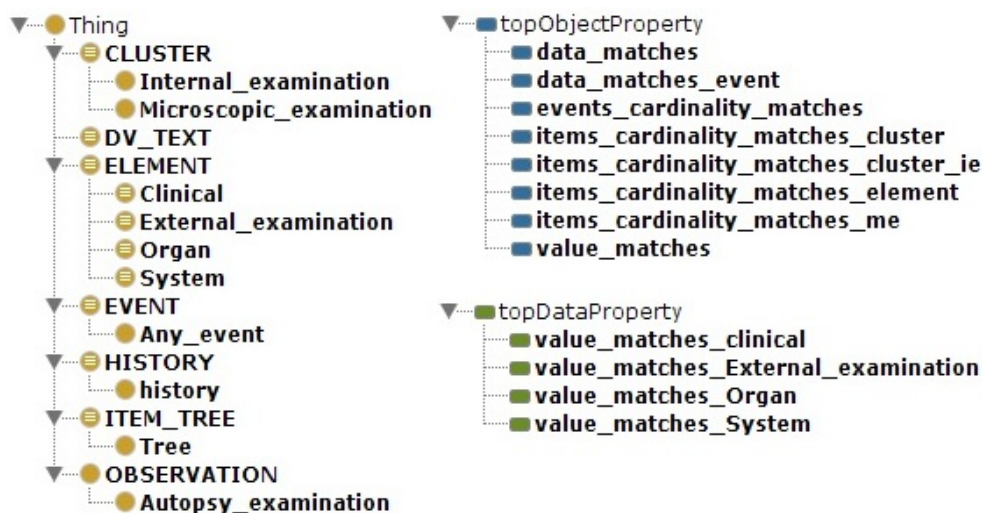 Thing
CLUSTER
Internal_examination
Microscopic_examination
DV_TEXT
ELEMENT
Clinical
External_examination
Organ
System
EVENT
Any_event
HISTORY
history
ITEM_TREE
Tree
OBSERVATION
Autopsy_examination
topObjectProperty
data_matches
data_matches_event
events_cardinality_matches
items_cardinality_matches_cluster
items_cardinality_matches_cluster_ie
items_cardinality_matches_element
items_cardinality_matches_me
value_matches
topDataProperty
value_matches_clinical
value_matches_External_examination
value_matches_Organ
value_matches_System